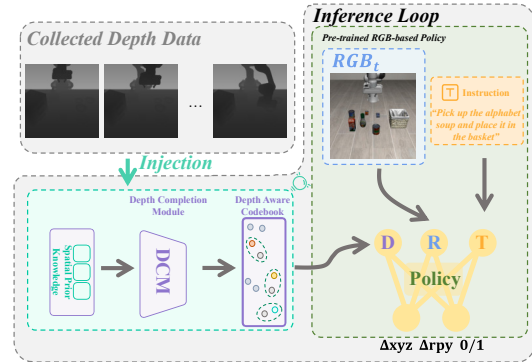 Inference Loop
Collected Depth Data
Pre-trained RGB-based Policy
RGBt
T Instruction
"Pick up the alphabet
soup and place it in
the basket"
...
Injection
Depth Completion
Module
Depth Aware
Codebook
Spatial Prior
Knowledge
DCM
D R T
Policy
Δxyz Δrpy 0/1